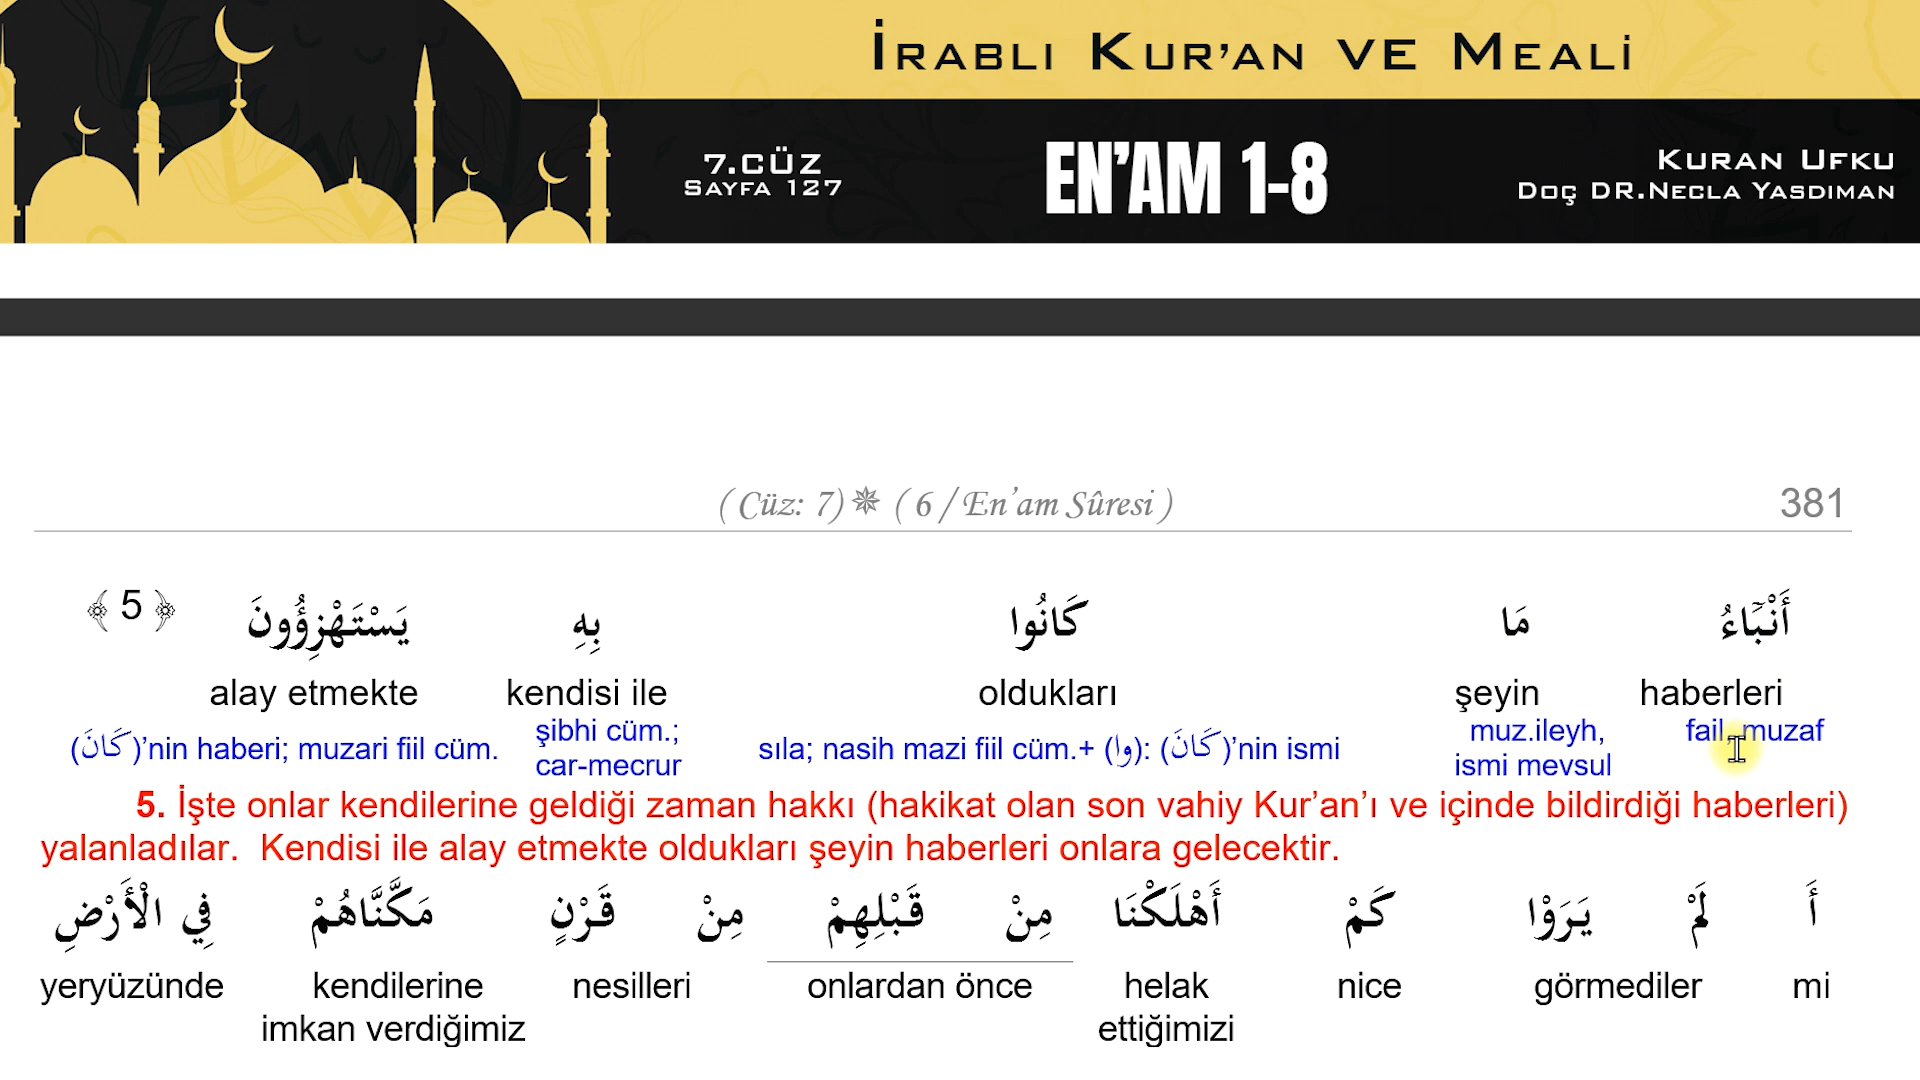 İRABLI KUR’AN VE MEALİ
7.CÜZ
SAYFA 127
EN’AM 1-8
KURAN UFKU
DOÇ DR.NECLA YASDIMAN
( Cüz: 7) ✵ ( 6 / En’am Sûresi ) 381
أَنْبَٓاءُ مَا كَانُوا بِهِ يَسْتَهْزِؤُونَ ﴿ 5 ﴾
alay etmekte kendisi ile oldukları şeyin haberleri
(كَانَ)’nin haberi; muzari fiil cüm. şibhi cüm.; car-mecrur sıla; nasih mazi fiil cüm.+ (وا): (كَانَ)’nin ismi muz.ileyh, ismi mevsul fail, muzaf
5. İşte onlar kendilerine geldiği zaman hakkı (hakikat olan son vahiy Kur’an’ı ve içinde bildirdiği haberleri)
yalanladılar. Kendisi ile alay etmekte oldukları şeyin haberleri onlara gelecektir.
أَ لَمْ يَرَوْا كَمْ أَهْلَكْنَا مِنْ قَبْلِهِمْ مِنْ قَرْنٍ مَكَّنَّاهُمْ فِي الْأَرْضِ
yeryüzünde kendilerine imkan verdiğimiz nesilleri onlardan önce helak ettiğimizi nice görmediler mi